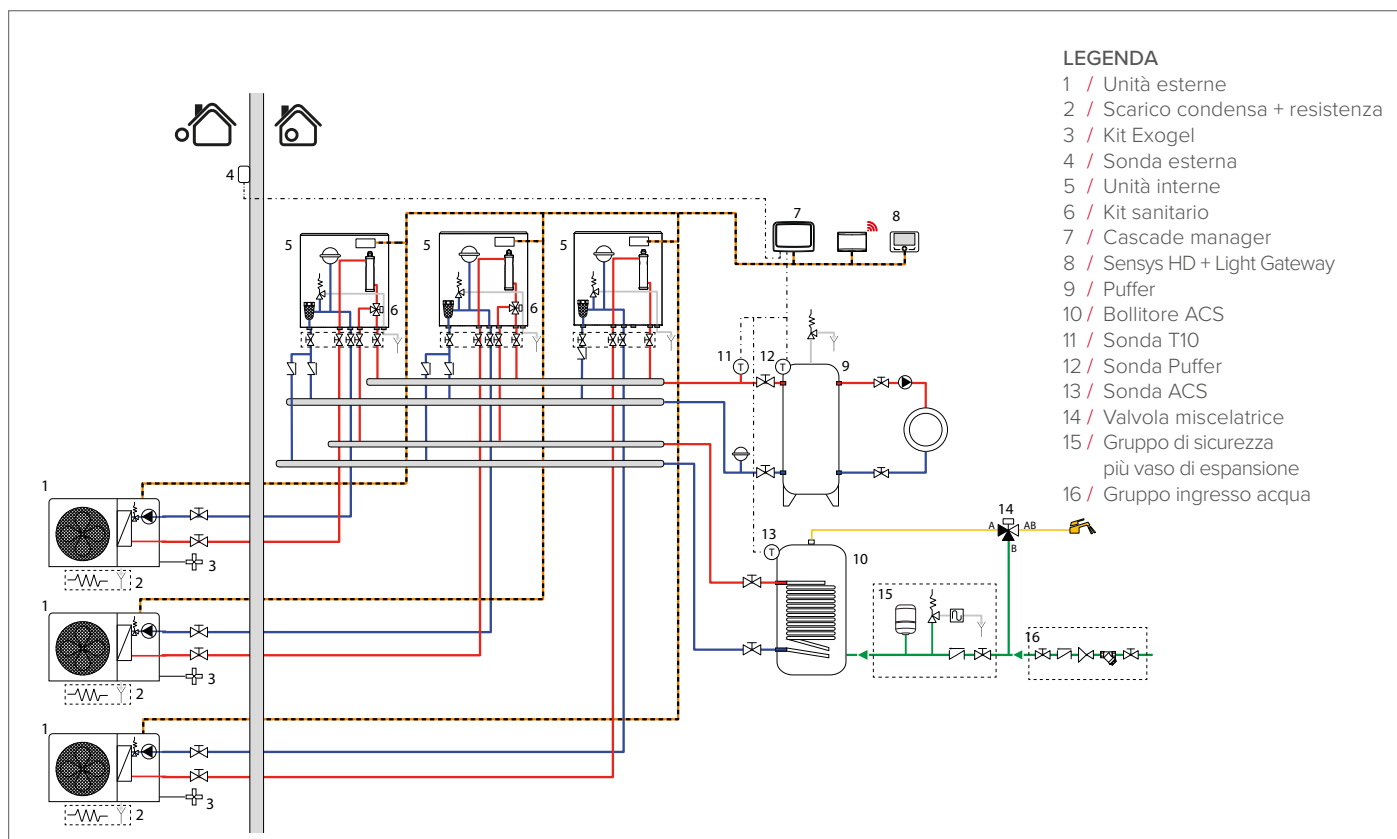 LEGENDA
1 / Unità esterne
2 / Scarico condensa + resistenza
3 / Kit Exogel
4 / Sonda esterna
5 / Unità interne
6 / Kit sanitario
7 / Cascade manager
8 / Sensys HD + Light Gateway
9 / Puffer
10 / Bollitore ACS
11 / Sonda T10
12 / Sonda Puffer
13 / Sonda ACS
14 / Valvola miscelatrice
15 / Gruppo di sicurezza
più vaso di espansione
16 / Gruppo ingresso acqua
4
7
8
5
5
5
6
6
11
T
12
T
9
1
3
2
14
A
AB
B
13
T
10
15
16
1
3
2
1
3
2